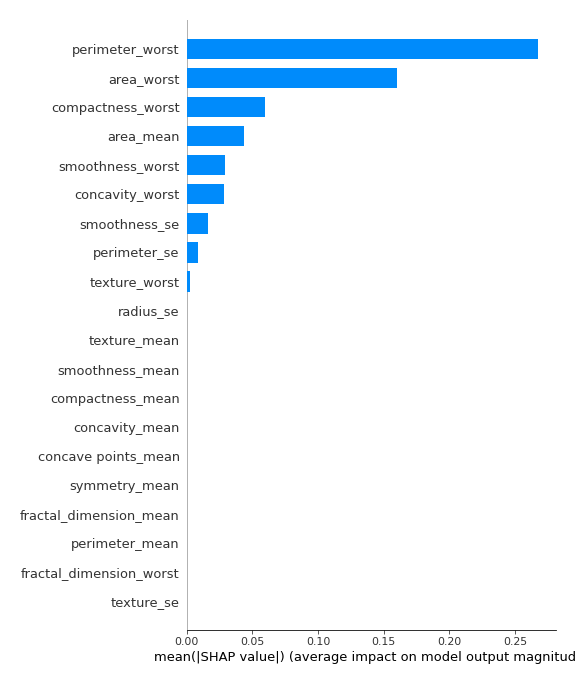 perimeter_worst
area_worst
compactness_worst
area_mean
smoothness_worst
concavity_worst
smoothness_se
perimeter_se
texture_worst
radius_se
texture_mean
smoothness_mean
compactness_mean
concavity_mean
concave points_mean
symmetry_mean
fractal_dimension_mean
perimeter_mean
fractal_dimension_worst
texture_se
0.00 0.05 0.10 0.15 0.20 0.25
mean(|SHAP value|) (average impact on model output magnitud